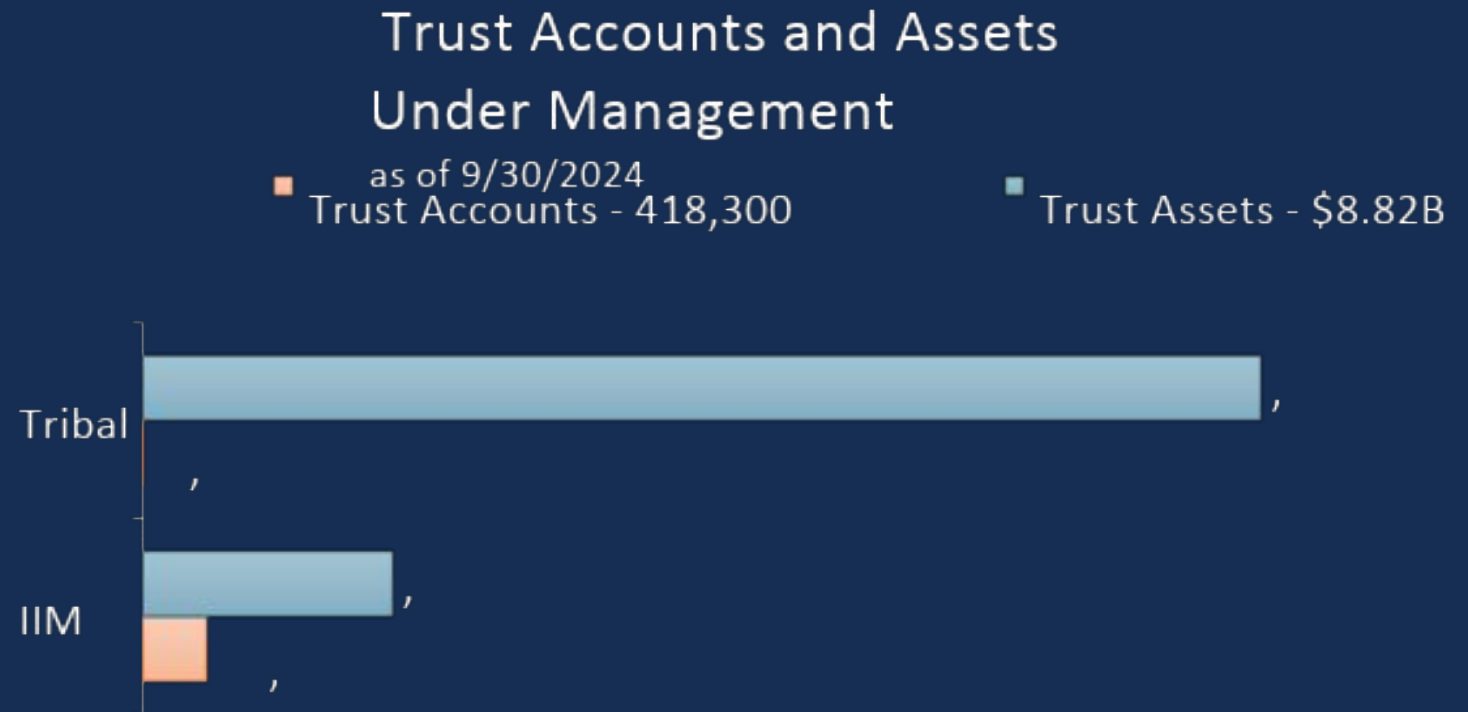 Trust Accounts and Assets
Under Management
as of 9/30/2024
Trust Accounts - 418,300
Trust Assets - $8.82B
Tribal
,
,
IIM
,
,